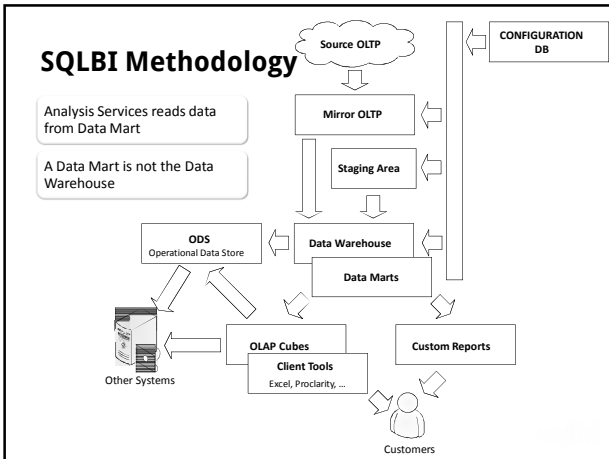 SQLBI Methodology
Source OLTP
CONFIGURATION
DB
Analysis Services reads data
from Data Mart
Mirror OLTP
A Data Mart is not the Data
Warehouse
Staging Area
ODS
Operational Data Store
Data Warehouse
Data Marts
OLAP Cubes
Custom Reports
Client Tools
Excel, Proclarity, ...
Other Systems
Customers